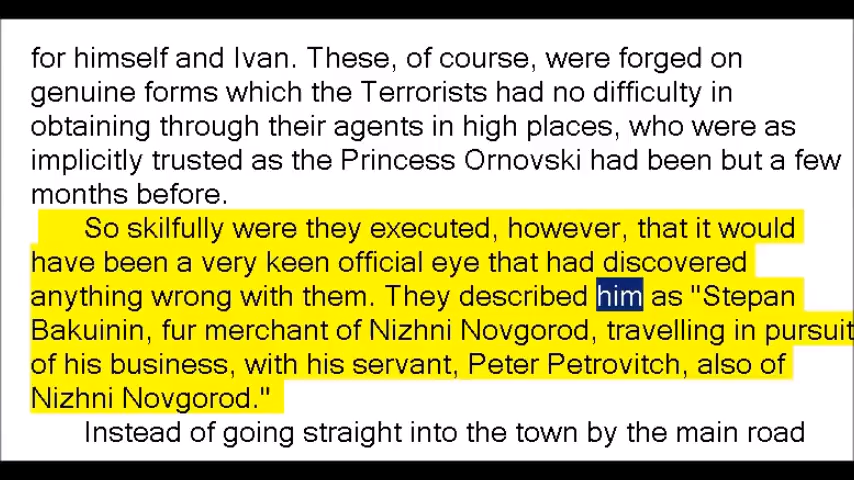 for himself and Ivan. These, of course, were forged on
genuine forms which the Terrorists had no difficulty in
obtaining through their agents in high places, who were as
implicitly trusted as the Princess Ornovski had been but a few
months before.
So skilfully were they executed, however, that it would
have been a very keen official eye that had discovered
anything wrong with them. They described him as "Stepan
Bakuinin, fur merchant of Nizhni Novgorod, travelling in pursuit
of his business, with his servant, Peter Petrovitch, also of
Nizhni Novgorod."
Instead of going straight into the town by the main road